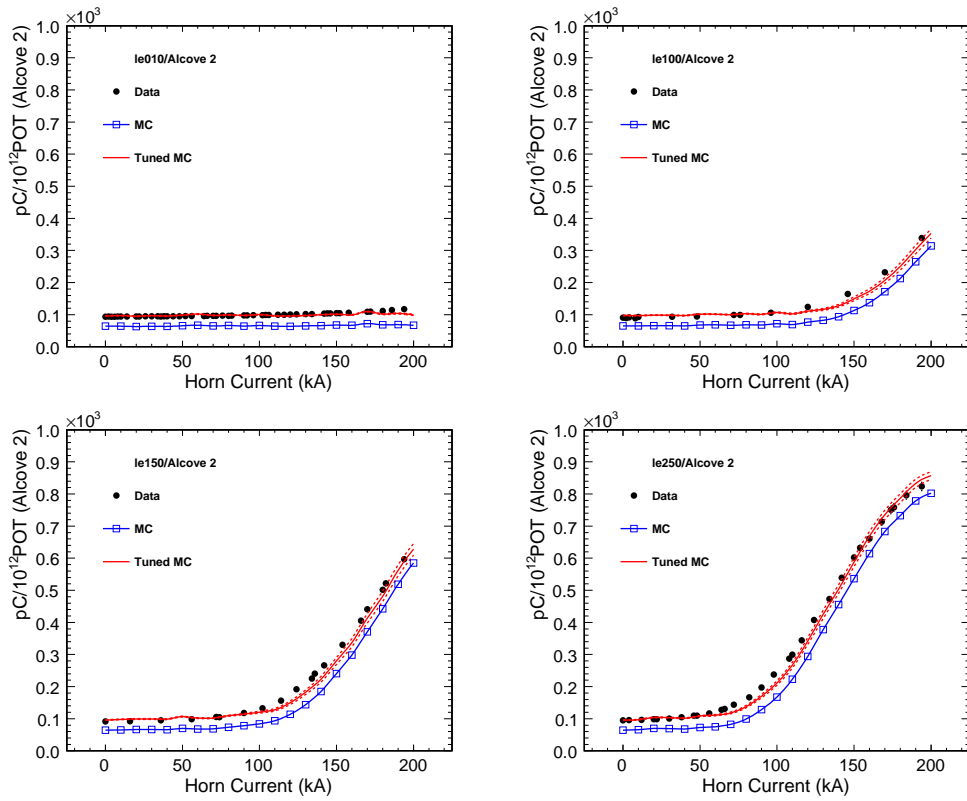 ×10³
pC/10¹²POT (Alcove 2)
1.0
0.9
0.8
0.7
0.6
0.5
0.4
0.3
0.2
0.1
0.0
le010/Alcove 2
Data
MC
Tuned MC
0 50 100 150 200
Horn Current (kA)
×10³
pC/10¹²POT (Alcove 2)
1.0
0.9
0.8
0.7
0.6
0.5
0.4
0.3
0.2
0.1
0.0
le100/Alcove 2
Data
MC
Tuned MC
0 50 100 150 200
Horn Current (kA)
×10³
pC/10¹²POT (Alcove 2)
1.0
0.9
0.8
0.7
0.6
0.5
0.4
0.3
0.2
0.1
0.0
le150/Alcove 2
Data
MC
Tuned MC
0 50 100 150 200
Horn Current (kA)
×10³
pC/10¹²POT (Alcove 2)
1.0
0.9
0.8
0.7
0.6
0.5
0.4
0.3
0.2
0.1
0.0
le250/Alcove 2
Data
MC
Tuned MC
0 50 100 150 200
Horn Current (kA)